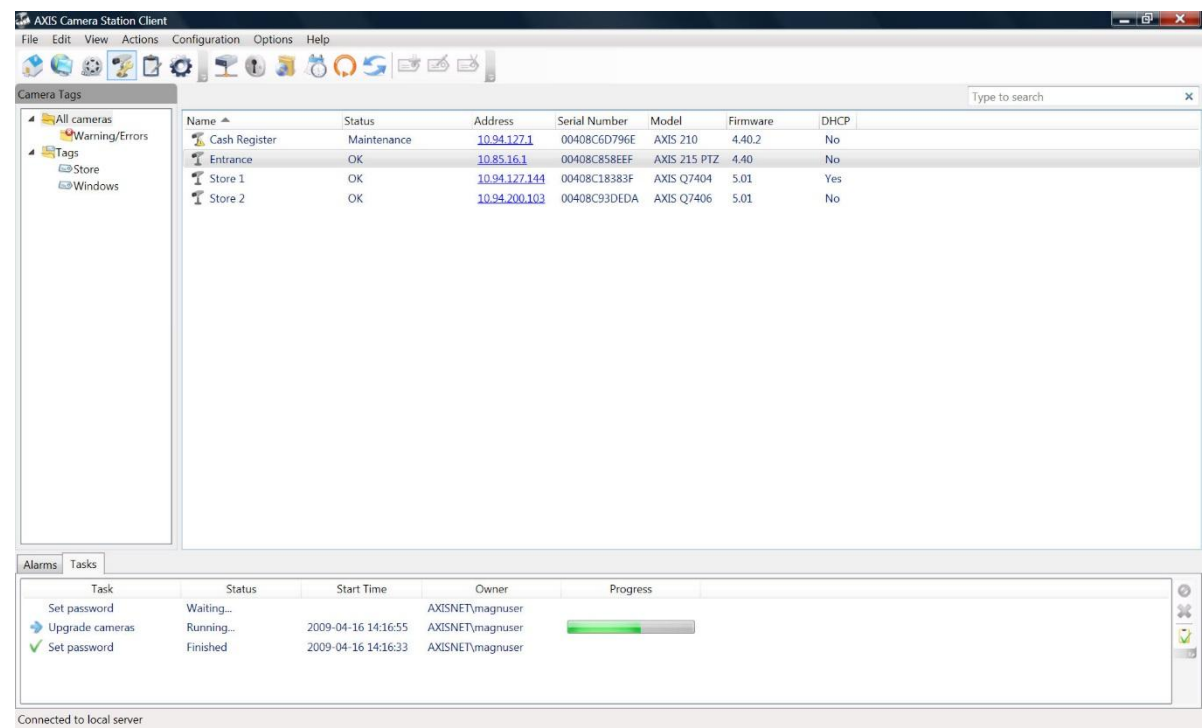 AXIS Camera Station Client
File Edit View Actions Configuration Options Help
Camera Tags
Type to search
All cameras
Warning/Errors
Tags
Store
Windows
Name Status Address Serial Number Model Firmware DHCP
Cash Register Maintenance 10.94.127.1 00408C6D796E AXIS 210 4.40.2 No
Entrance OK 10.85.16.1 00408C858EEF AXIS 215 PTZ 4.40 No
Store 1 OK 10.94.127.144 00408C18383F AXIS Q7404 5.01 Yes
Store 2 OK 10.94.200.103 00408C93DEDA AXIS Q7406 5.01 No
Alarms Tasks
Task Status Start Time Owner Progress
Set password Waiting... AXISNET\magnuser
Upgrade cameras Running... 2009-04-16 14:16:55 AXISNET\magnuser
Set password Finished 2009-04-16 14:16:33 AXISNET\magnuser
Connected to local server